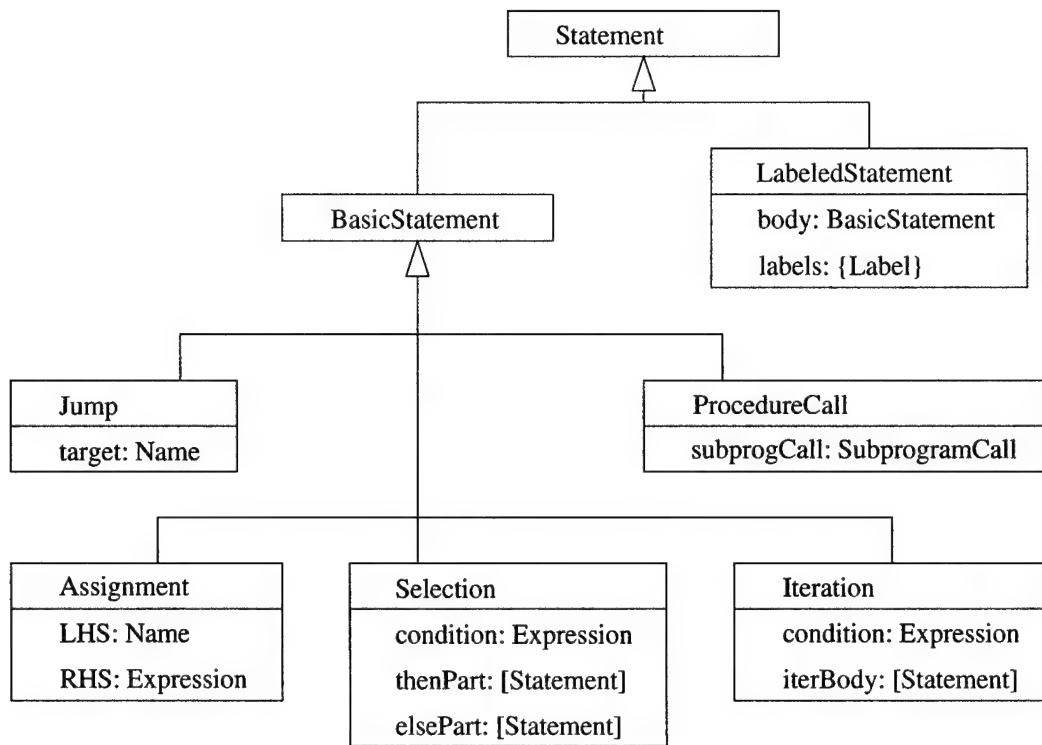 Statement
LabeledStatement
body: BasicStatement
labels: {Label}
BasicStatement
Jump
target: Name
ProcedureCall
subprogCall: SubprogramCall
Assignment
LHS: Name
RHS: Expression
Selection
condition: Expression
thenPart: [Statement]
elsePart: [Statement]
Iteration
condition: Expression
iterBody: [Statement]